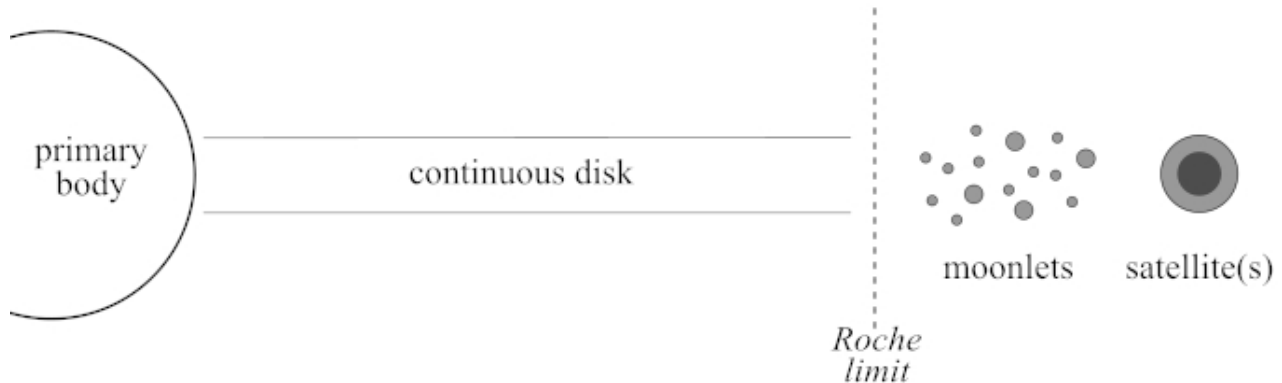 primary
body
continuous disk
moonlets
satellite(s)
Roche
limit